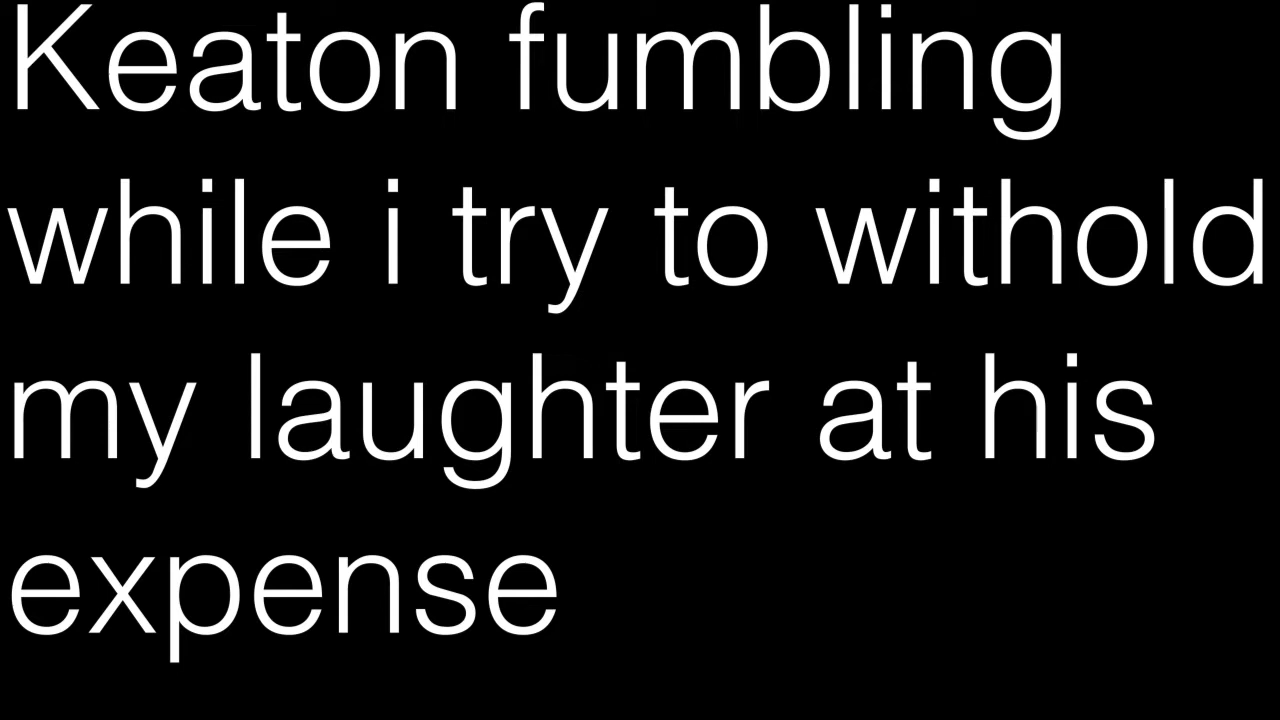 Keaton fumbling
while i try to withold
my laughter at his
expense